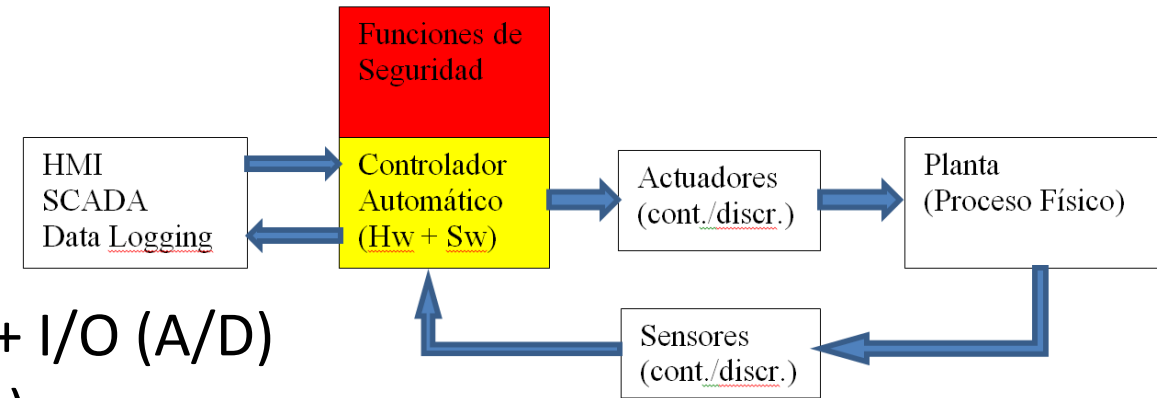 Funciones de
Seguridad
HMI
SCADA
Data Logging
Controlador
Automático
(Hw + Sw)
Actuadores
(cont./discr.)
Planta
(Proceso Físico)
Sensores
(cont./discr.)
+ I/O (A/D)